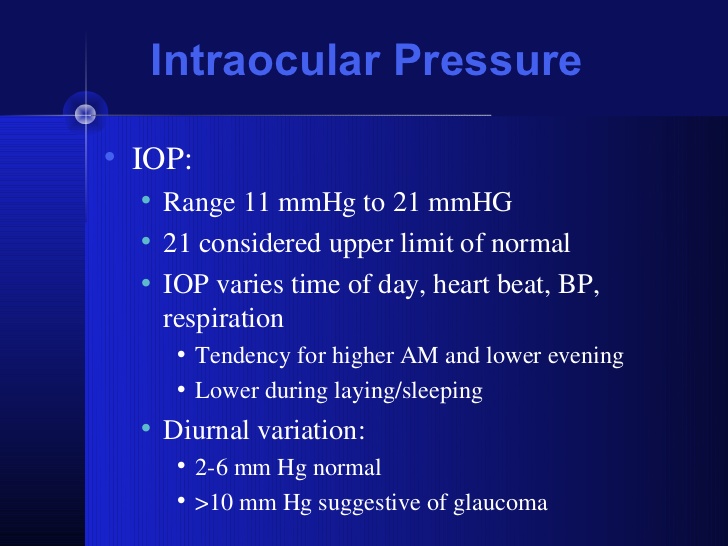 Intraocular Pressure
• IOP:
• Range 11 mmHg to 21 mmHG
• 21 considered upper limit of normal
• IOP varies time of day, heart beat, BP,
respiration
• Tendency for higher AM and lower evening
• Lower during laying/sleeping
• Diurnal variation:
• 2-6 mm Hg normal
• >10 mm Hg suggestive of glaucoma